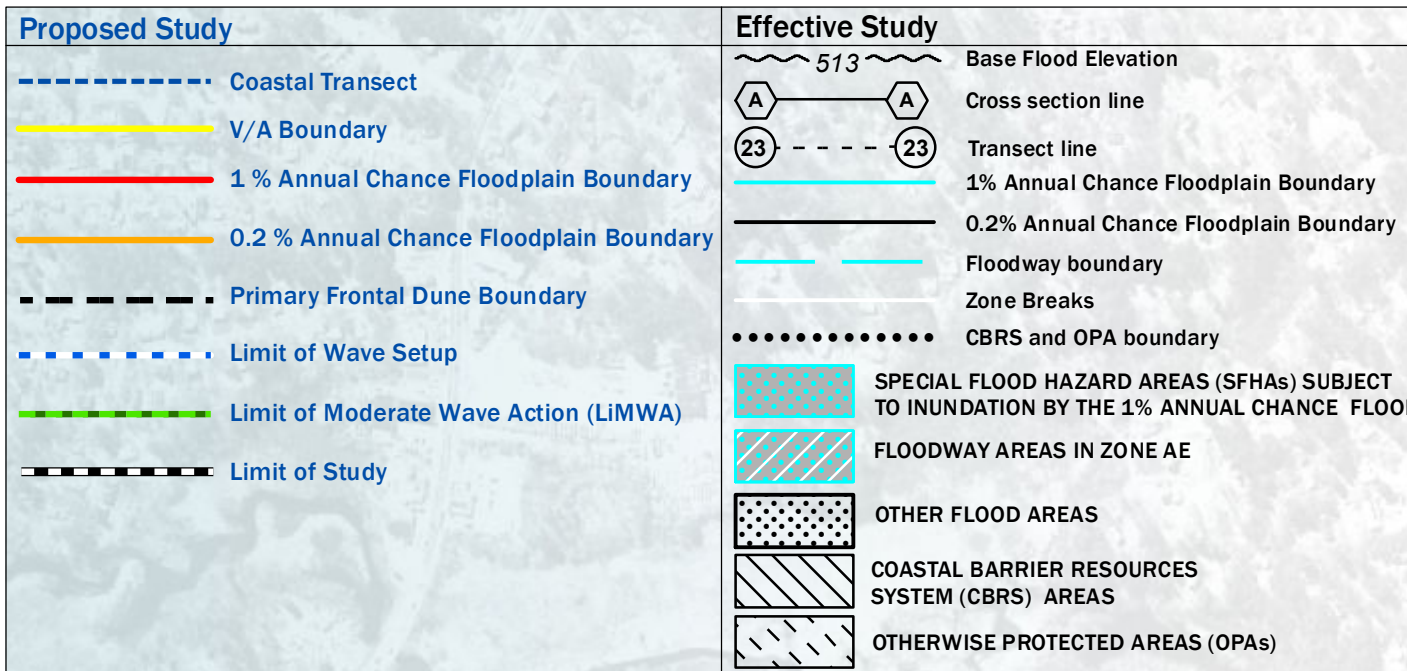 Proposed Study
Coastal Transect
V/A Boundary
1 % Annual Chance Floodplain Boundary
0.2 % Annual Chance Floodplain Boundary
Primary Frontal Dune Boundary
Limit of Wave Setup
Limit of Moderate Wave Action (LiMWA)
Limit of Study
Effective Study
513 Base Flood Elevation
A A Cross section line
23 23 Transect line
1% Annual Chance Floodplain Boundary
0.2% Annual Chance Floodplain Boundary
Floodway boundary
Zone Breaks
CBRS and OPA boundary
SPECIAL FLOOD HAZARD AREAS (SFHAs) SUBJECT
TO INUNDATION BY THE 1% ANNUAL CHANCE FLOO
FLOODWAY AREAS IN ZONE AE
OTHER FLOOD AREAS
COASTAL BARRIER RESOURCES
SYSTEM (CBRS) AREAS
OTHERWISE PROTECTED AREAS (OPAs)